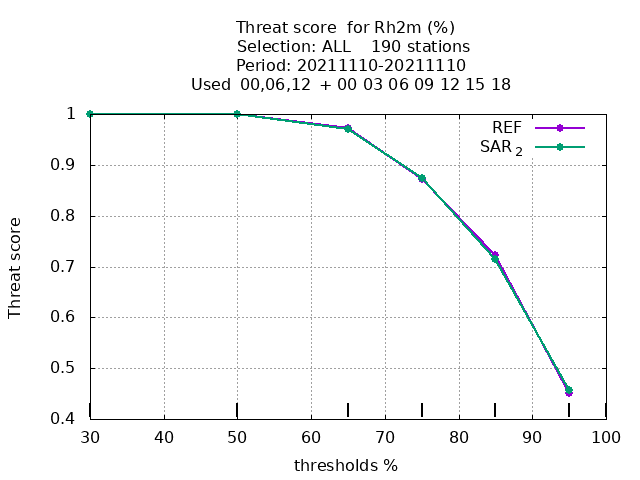 Threat score  for Rh2m (%)
Selection: ALL    190 stations
Period: 20211110-20211110
Used  00,06,12  + 00 03 06 09 12 15 18
REF
SAR 2
1
0.9
0.8
0.7
0.6
0.5
0.4
Threat score
30 40 50 60 70 80 90 100
thresholds %